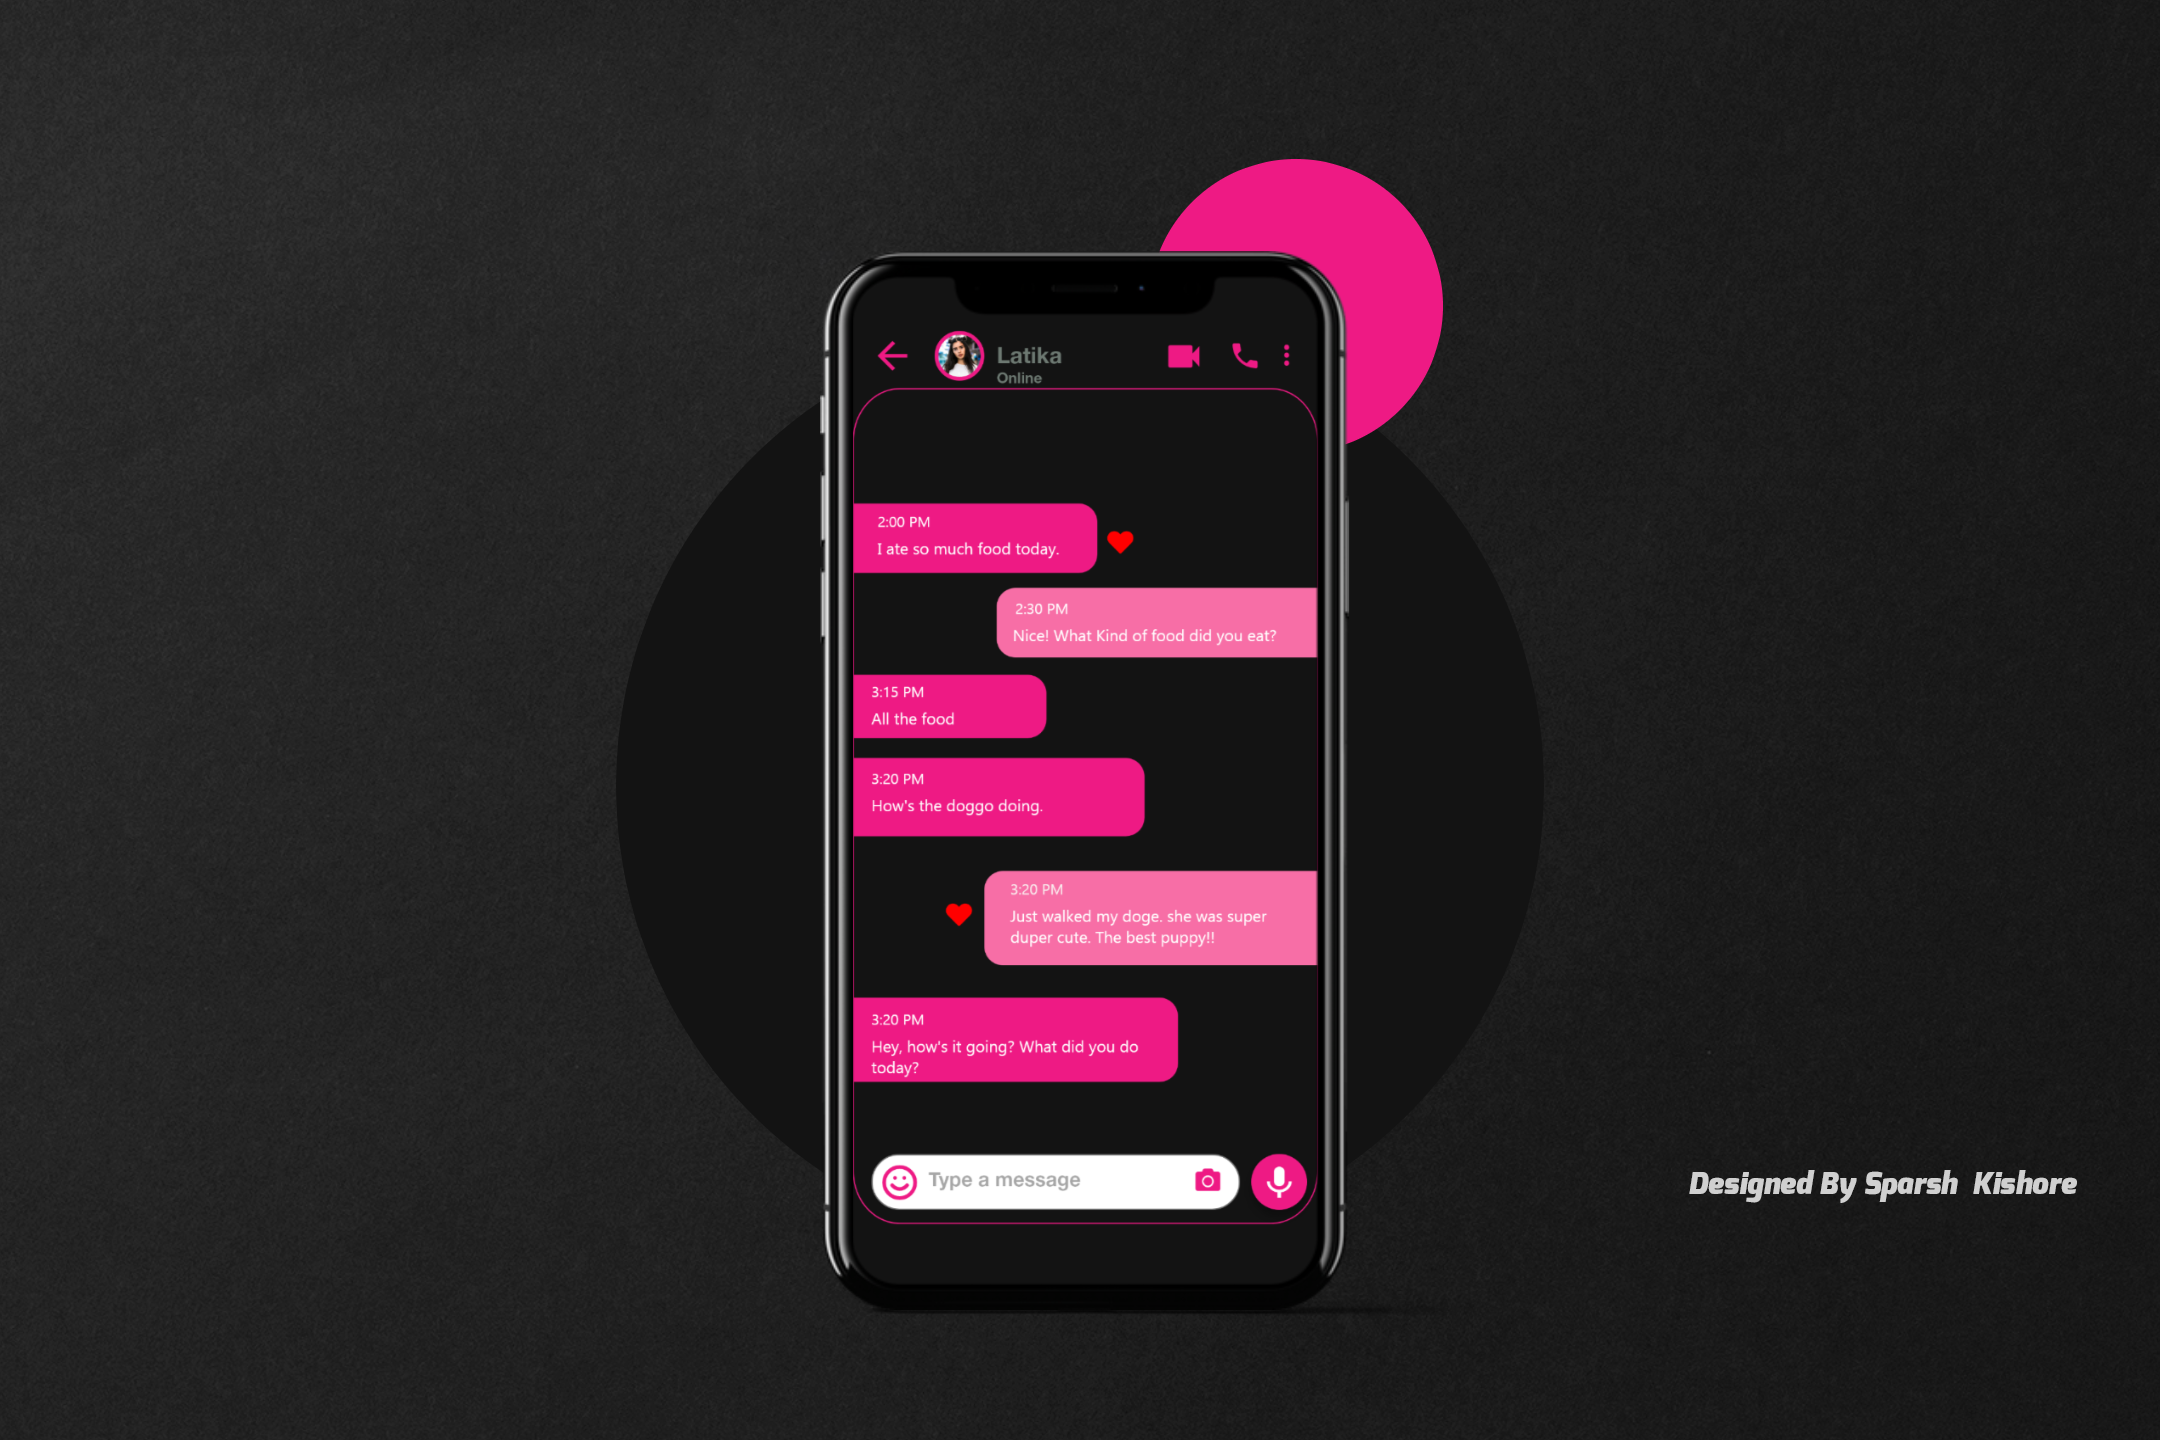 Latika
Online
2:00 PM
I ate so much food today.
2:30 PM
Nice! What Kind of food did you eat?
3:15 PM
All the food
3:20 PM
How's the doggo doing.
3:20 PM
Just walked my doge. she was super
duper cute. The best puppy!!
3:20 PM
Hey, how's it going? What did you do
today?
Type a message
Designed By Sparsh Kishore